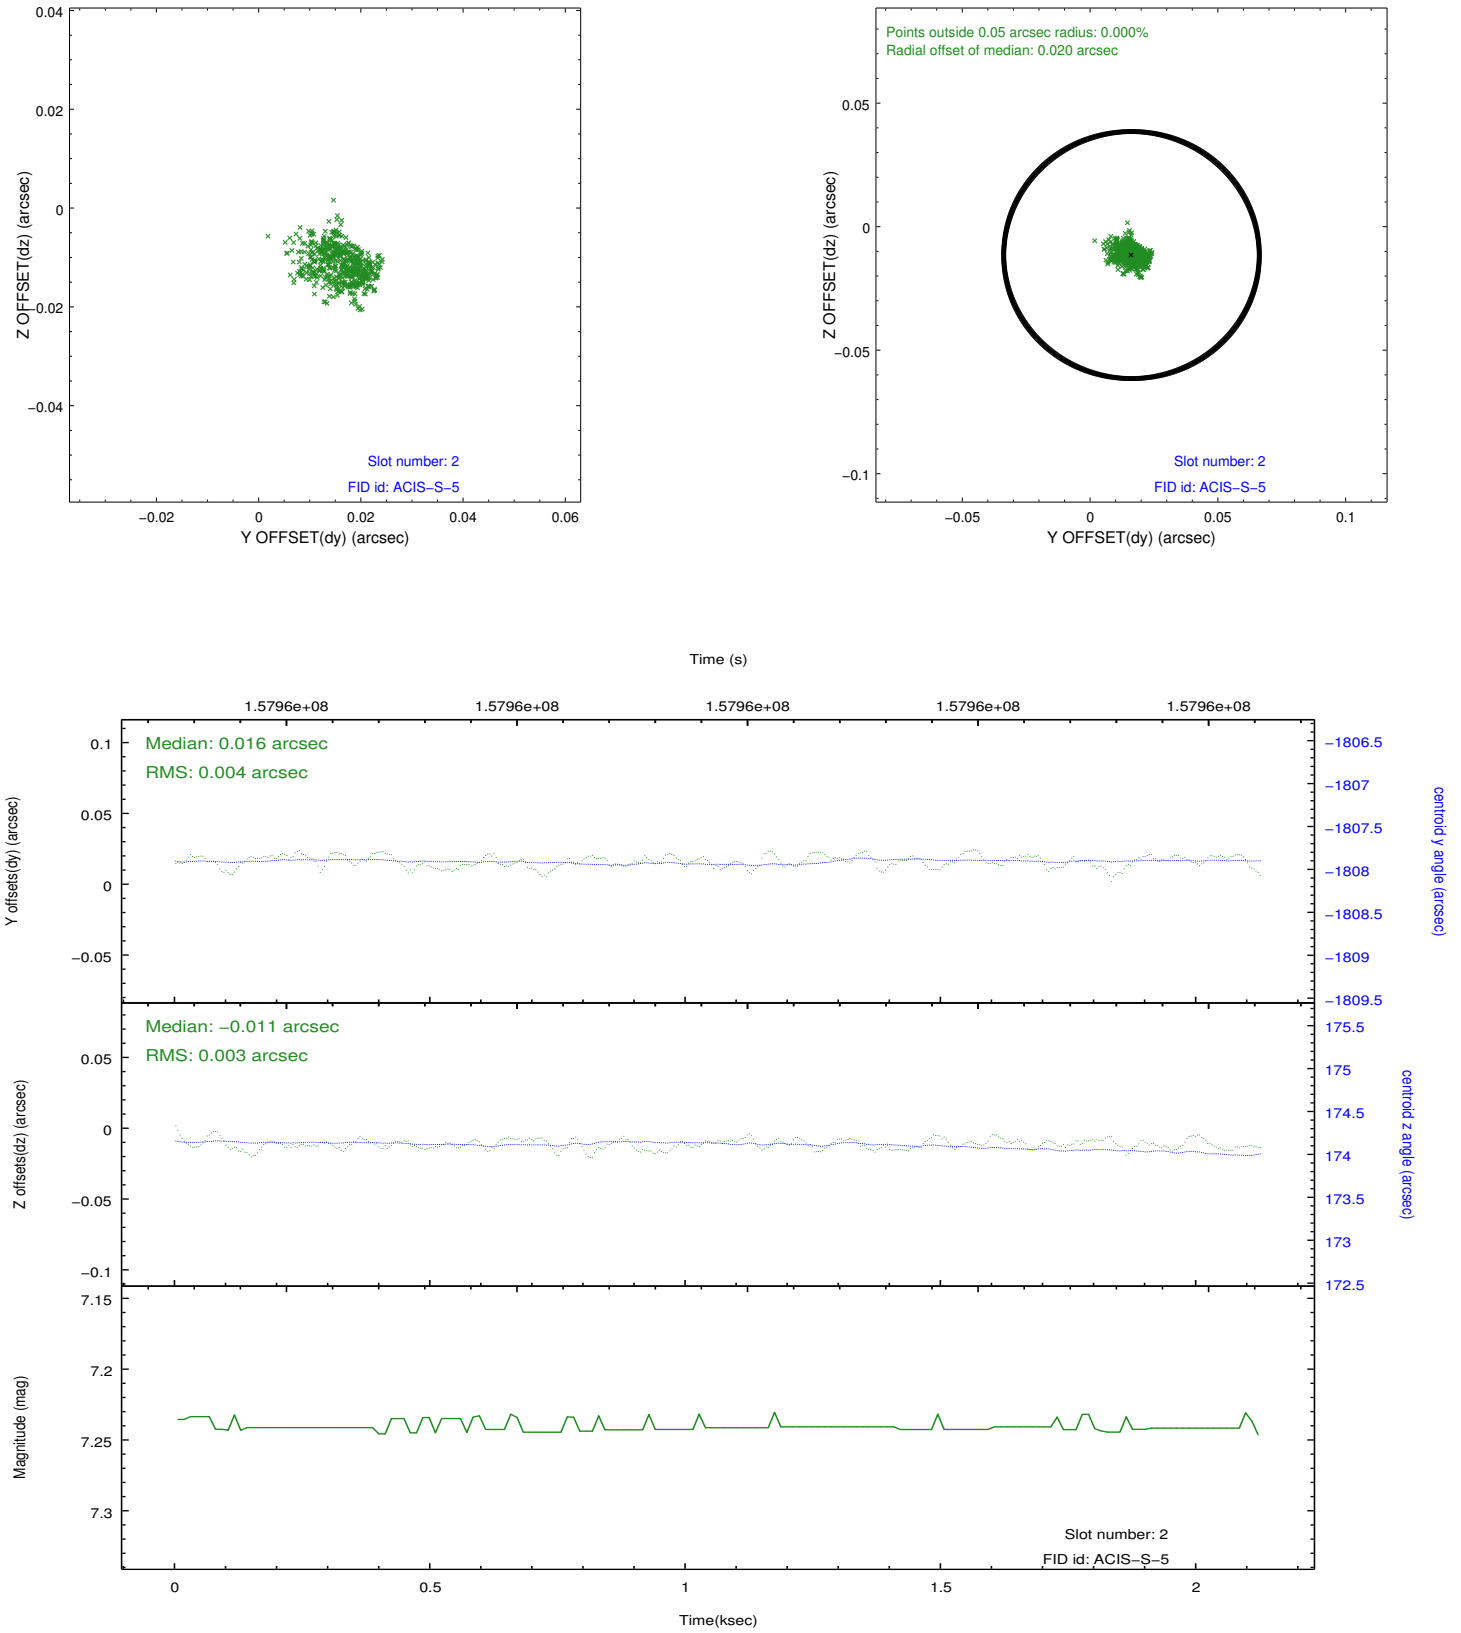 0.04
0.02
0
−0.02
−0.04
Z OFFSET(dz) (arcsec)
Slot number: 2
FID id: ACIS−S−5
−0.02 0 0.02 0.04 0.06
Y OFFSET(dy) (arcsec)
Points outside 0.05 arcsec radius: 0.000%
Radial offset of median: 0.020 arcsec
0.05
0
−0.05
−0.1
Z OFFSET(dz) (arcsec)
Slot number: 2
FID id: ACIS−S−5
−0.05 0 0.05 0.1
Y OFFSET(dy) (arcsec)
Time (s)
1.5796e+08 1.5796e+08 1.5796e+08 1.5796e+08 1.5796e+08
Median: 0.016 arcsec
RMS: 0.004 arcsec
0.1
0.05
0
−0.05
Y offsets(dy) (arcsec)
−1806.5
−1807
−1807.5
−1808
−1808.5
−1809
−1809.5
centroid y angle (arcsec)
Median: −0.011 arcsec
RMS: 0.003 arcsec
0.05
0
−0.05
−0.1
Z offsets(dz) (arcsec)
175.5
175
174.5
174
173.5
173
172.5
centroid z angle (arcsec)
7.15
7.2
7.25
7.3
Magnitude (mag)
Slot number: 2
FID id: ACIS−S−5
0 0.5 1 1.5 2
Time(ksec)